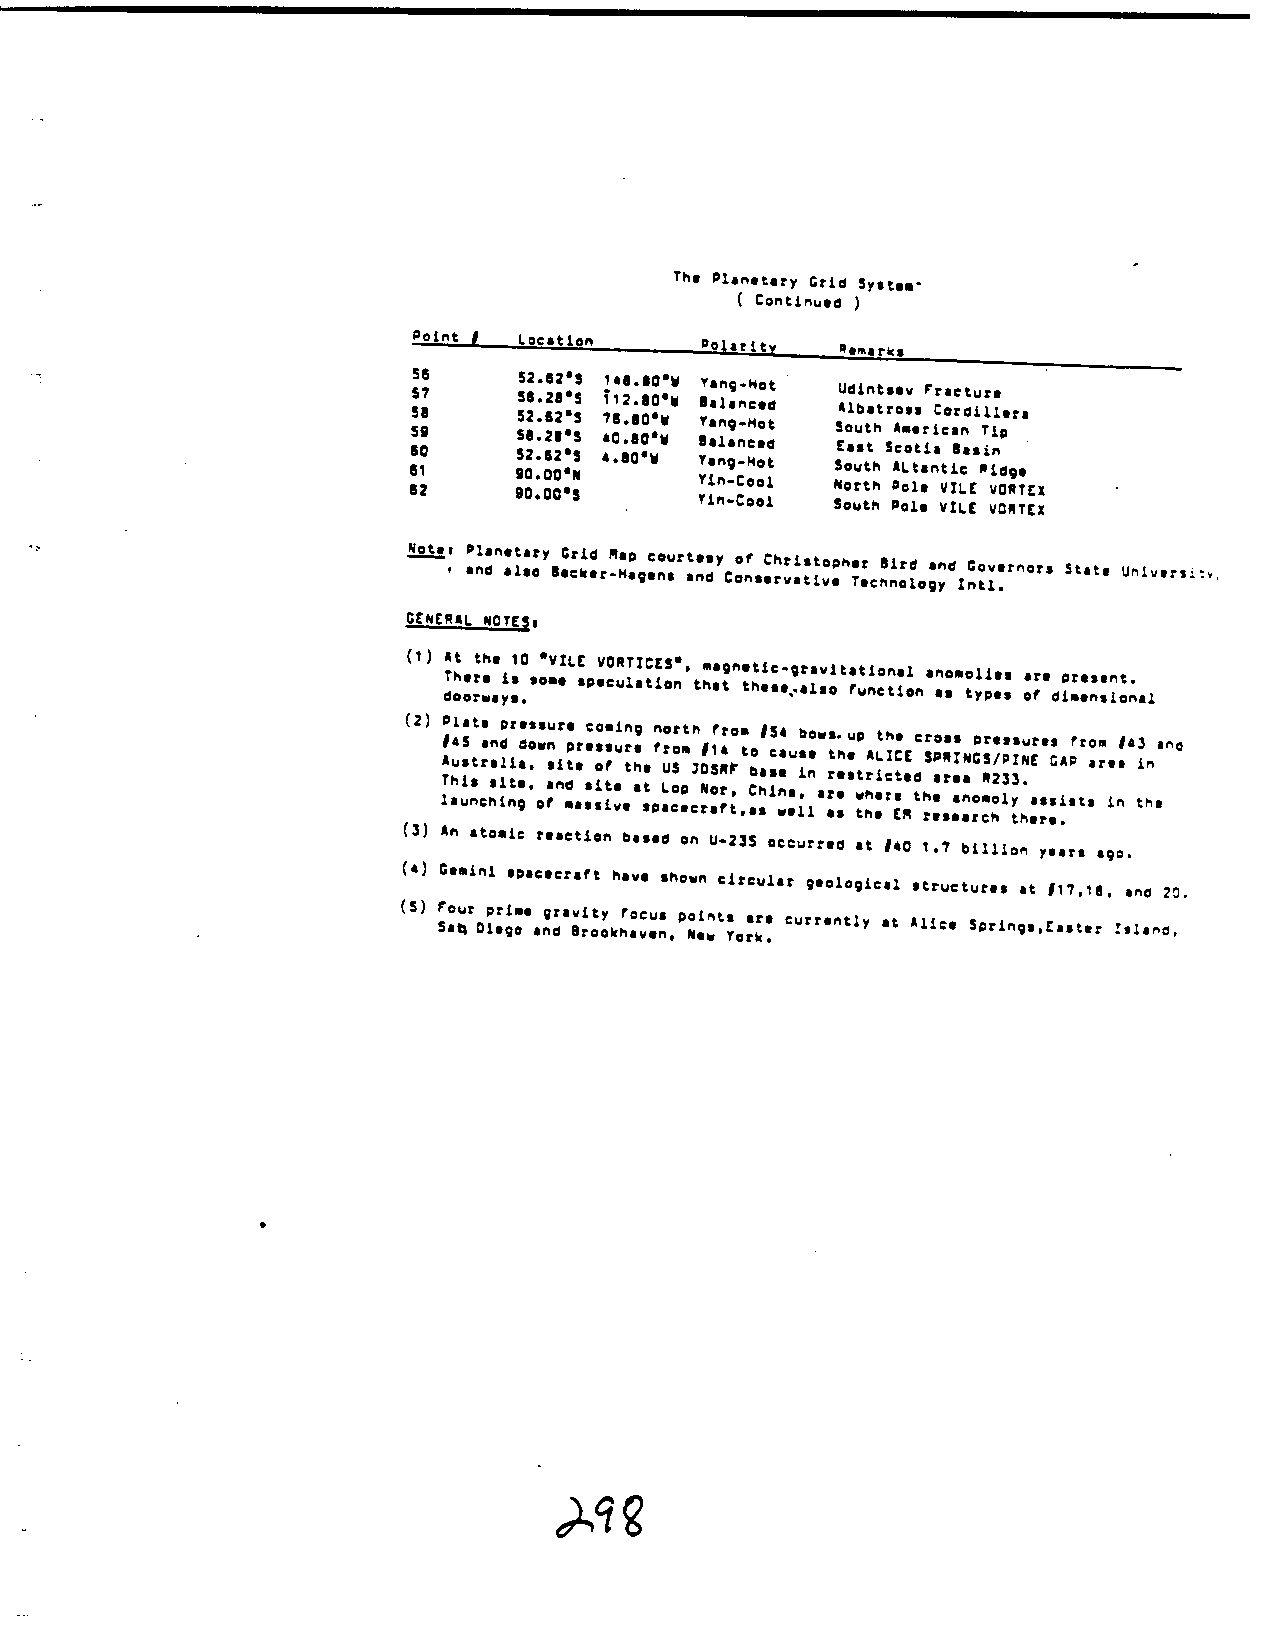 The Planetary Grid System
( Continued )
Point # Location Polarity Remarks
56 52.62°S 148.80°W Yang-Hot Udintsev Fracture
57 58.28°S 112.80°W Balanced Albatross Cordillera
58 52.62°S 76.80°W Yang-Hot South American Tip
59 58.28°S 40.80°W Balanced East Scotia Basin
60 52.62°S 4.80°W Yang-Hot South ALtantic Ridge
61 90.00°N Yin-Cool North Pole VILE VORTEX
62 90.00°S Yin-Cool South Pole VILE VORTEX
Note: Planetary Grid Map courtesy of Christopher Bird and Governors State University,
, and also Becker-Hagens and Conservative Technology Intl.
GENERAL NOTES:
(1) At the 10 "VILE VORTICES", magnetic-gravitational anomolies are present.
There is some speculation that these also function as types of dimensional
doorways.
(2) Plate pressure coming north from #54 bows up the cross pressures from #43 and
#45 and down pressure from #14 to cause the ALICE SPRINGS/PINE GAP area in
Australia, site of the US JDSRF base in restricted area R233.
This site, and site at Lop Nor, China, are where the anomoly assists in the
launching of massive spacecraft,as well as the EM research there.
(3) An atomic reaction based on U-235 occurred at #40 1.7 billion years ago.
(4) Gemini spacecraft have shown circular geological structures at #17,18, and 20.
(5) Four prime gravity focus points are currently at Alice Springs,Easter Island,
San Diego and Brookhaven, New York.
298